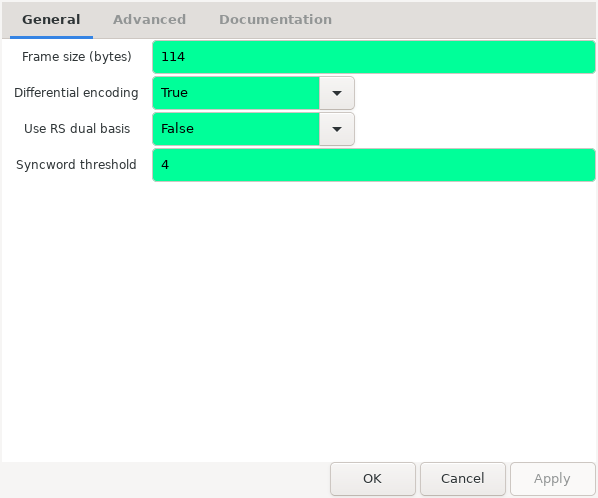 General Advanced Documentation
Frame size (bytes) 114
Differential encoding True
Use RS dual basis False
Syncword threshold 4
OK Cancel Apply